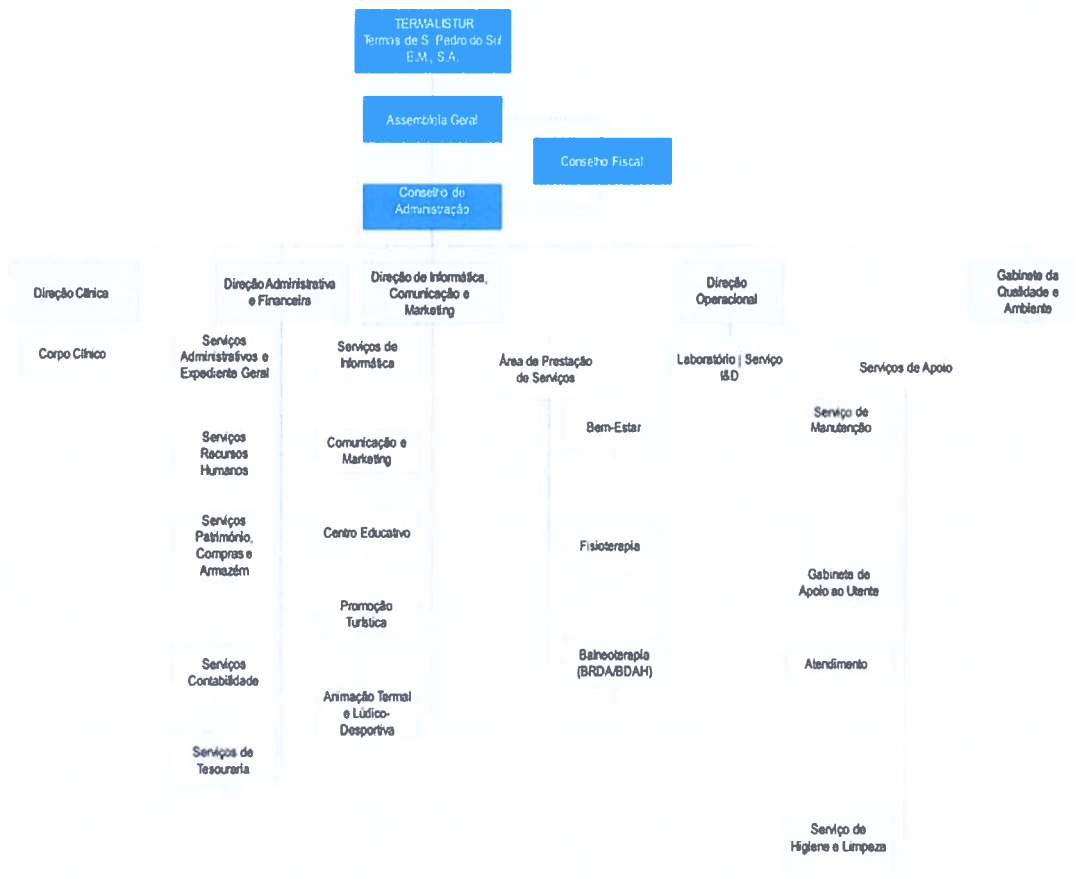 TERMALISTUR
Termas de S. Pedro do Sul
E.M., S.A.
Assembleia Geral
Conselho Fiscal
Conselho de
Administração
Direção Clínica
Direção Administrativa
e Financeira
Direção de Informática,
Comunicação e
Marketing
Direção
Operacional
Gabinete da
Qualidade e
Ambiente
Corpo Clínico
Serviços
Administrativos e
Expediente Geral
Serviços de
Informática
Área de Prestação
de Serviços
Laboratório | Serviço
I&D
Serviços de Apoio
Serviços
Recursos
Humanos
Comunicação e
Marketing
Bem-Estar
Serviço de
Manutenção
Serviços
Património,
Compras e
Armazém
Centro Educativo
Fisioterapia
Gabinete de
Apoio ao Utente
Promoção
Turística
Serviços
Contabilidade
Balneoterapia
(BRDA/BDAH)
Atendimento
Animação Termal
e Lúdico-
Desportiva
Serviços de
Tesouraria
Serviço de
Higiene e Limpeza